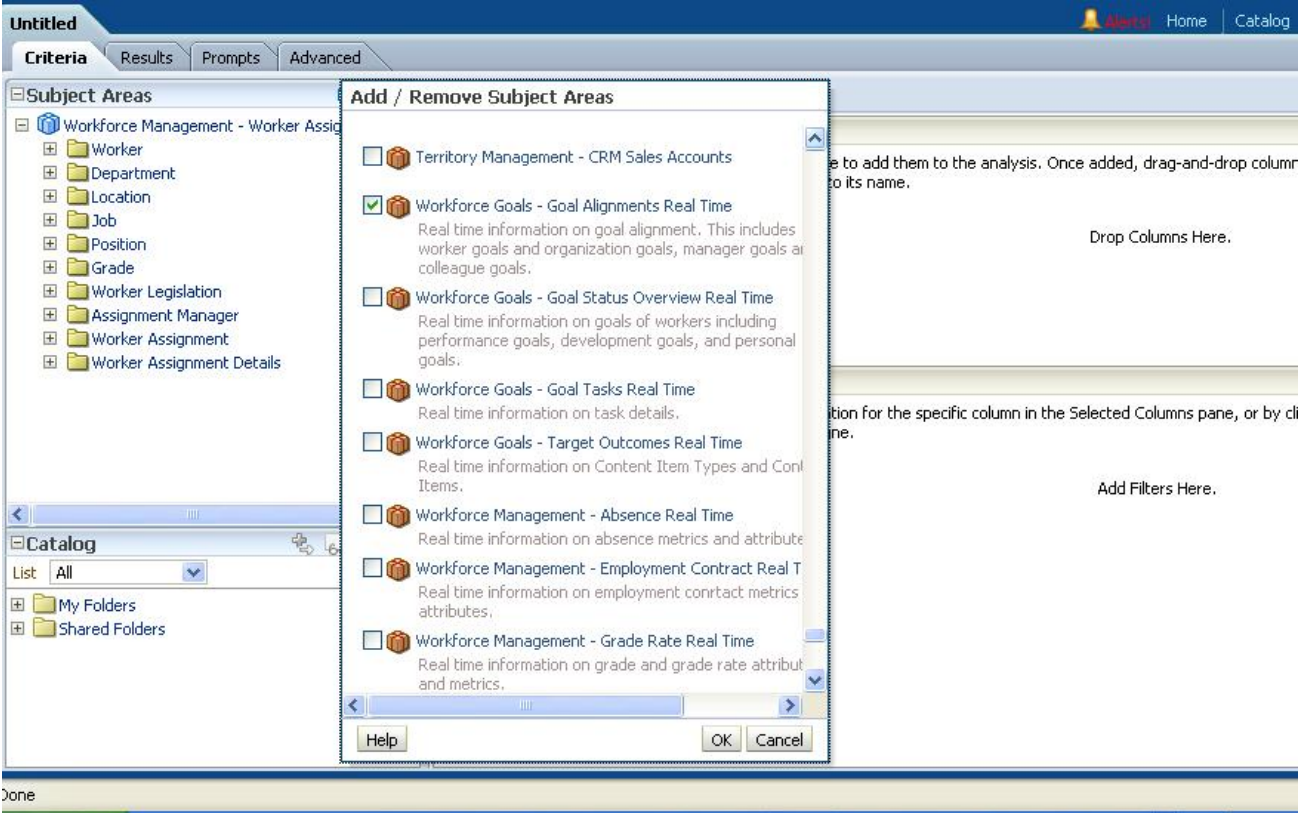 Untitled
Alerts! Home Catalog
Criteria Results Prompts Advanced
Subject Areas
Workforce Management - Worker Assig
Worker
Department
Location
Job
Position
Grade
Worker Legislation
Assignment Manager
Worker Assignment
Worker Assignment Details
Catalog
List All
My Folders
Shared Folders
Add / Remove Subject Areas
Territory Management - CRM Sales Accounts
Workforce Goals - Goal Alignments Real Time
Real time information on goal alignment. This includes
worker goals and organization goals, manager goals a
colleague goals.
Workforce Goals - Goal Status Overview Real Time
Real time information on goals of workers including
performance goals, development goals, and personal
goals.
Workforce Goals - Goal Tasks Real Time
Real time information on task details.
Workforce Goals - Target Outcomes Real Time
Real time information on Content Item Types and Cont
Items.
Workforce Management - Absence Real Time
Real time information on absence metrics and attribute
Workforce Management - Employment Contract Real T
Real time information on employment conrtact metrics
attributes.
Workforce Management - Grade Rate Real Time
Real time information on grade and grade rate attribut
and metrics.
Help OK Cancel
e to add them to the analysis. Once added, drag-and-drop column
to its name.
Drop Columns Here.
ition for the specific column in the Selected Columns pane, or by cli
ne.
Add Filters Here.
Done